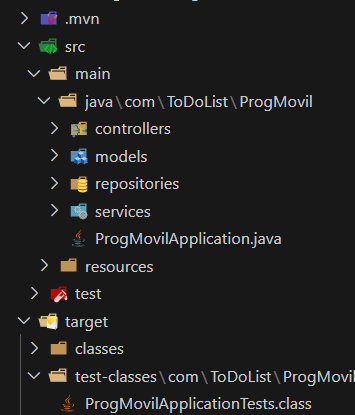 .mvn
src
main
java\com\ToDoList\ProgMovil
controllers
models
repositories
services
ProgMovilApplication.java
resources
test
target
classes
test-classes\com\ToDoList\ProgMovil
ProgMovilApplicationTests.class